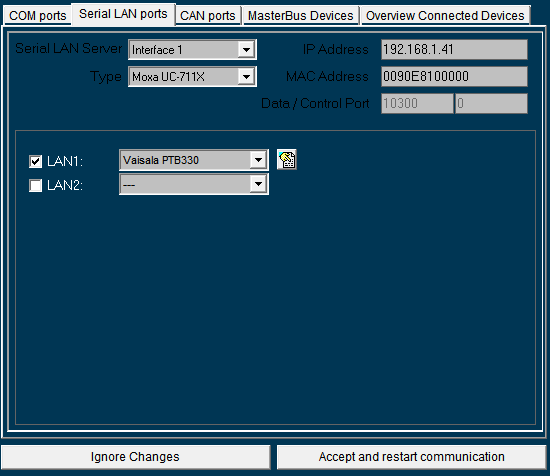 COM ports Serial LAN ports CAN ports MasterBus Devices Overview Connected Devices
Serial LAN Server Interface 1 IP Address 192.168.1.41
Type Moxa UC-711X MAC Address 0090E8100000
Data / Control Port 10300 0
LAN1: Vaisala PTB330
LAN2: ---
Ignore Changes Accept and restart communication